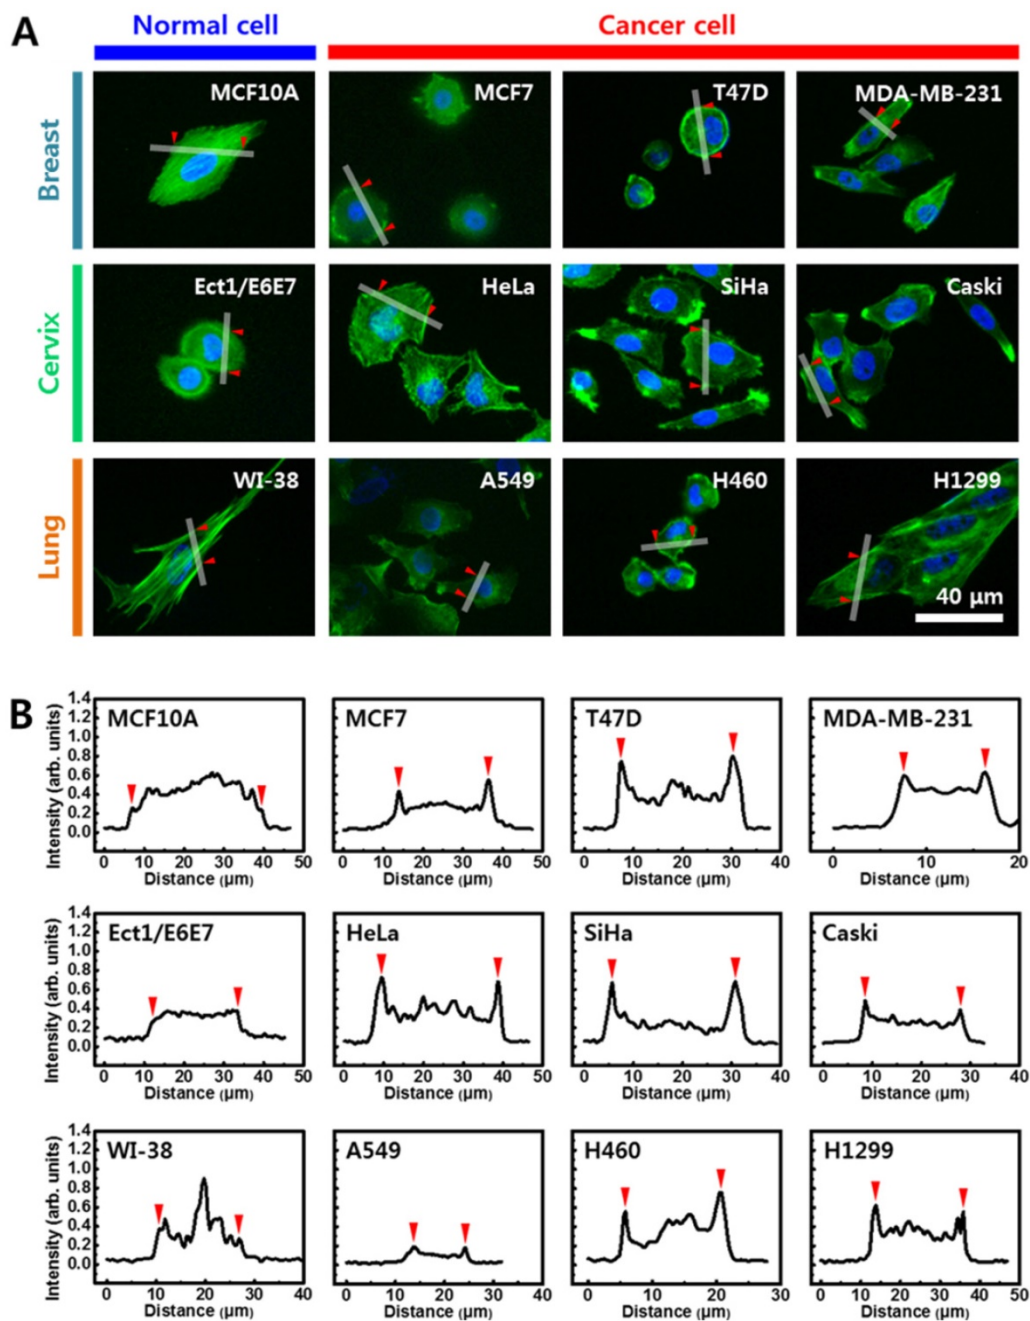 A
Normal cell
Cancer cell
Breast
MCF10A
MCF7
T47D
MDA-MB-231
Cervix
Ect1/E6E7
HeLa
SiHa
Caski
Lung
WI-38
A549
H460
H1299
40 μm
B
Intensity (arb. units)
1.4
1.2
1.0
0.8
0.6
0.4
0.2
0.0
MCF10A
MCF7
T47D
MDA-MB-231
0 10 20 30 40 50
0 10 20 30 40 50
0 10 20 30 40
0 10 20
Distance (μm)
Distance (μm)
Distance (μm)
Distance (μm)
Intensity (arb. units)
1.4
1.2
1.0
0.8
0.6
0.4
0.2
0.0
Ect1/E6E7
HeLa
SiHa
Caski
0 10 20 30 40 50
0 10 20 30 40 50
0 10 20 30 40
0 10 20 30 40
Distance (μm)
Distance (μm)
Distance (μm)
Distance (μm)
Intensity (arb. units)
1.4
1.2
1.0
0.8
0.6
0.4
0.2
0.0
WI-38
A549
H460
H1299
0 10 20 30 40
0 10 20 30 40
0 10 20 30
0 10 20 30 40 50
Distance (μm)
Distance (μm)
Distance (μm)
Distance (μm)